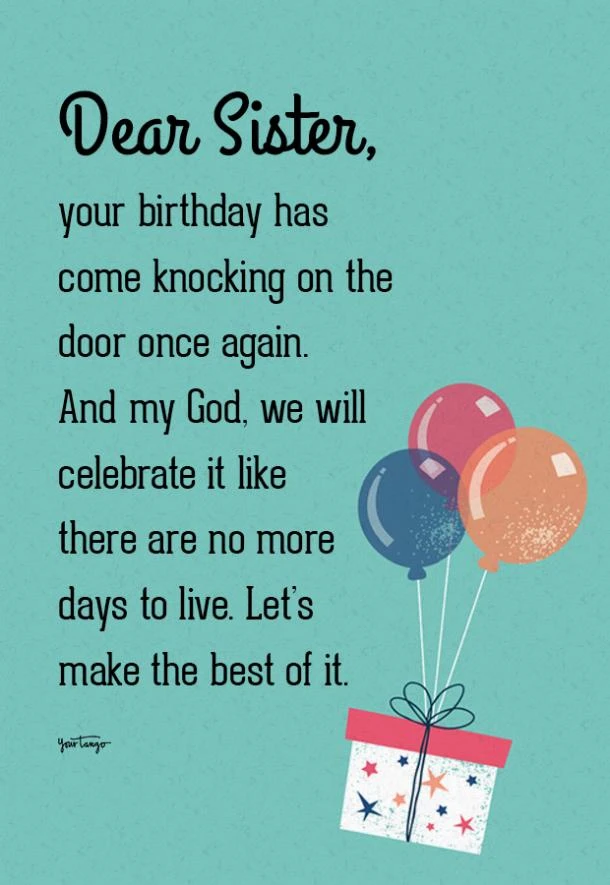 Dear Sister,
your birthday has
come knocking on the
door once again.
And my God, we will
celebrate it like
there are no more
days to live. Let's
make the best of it.
yourtango